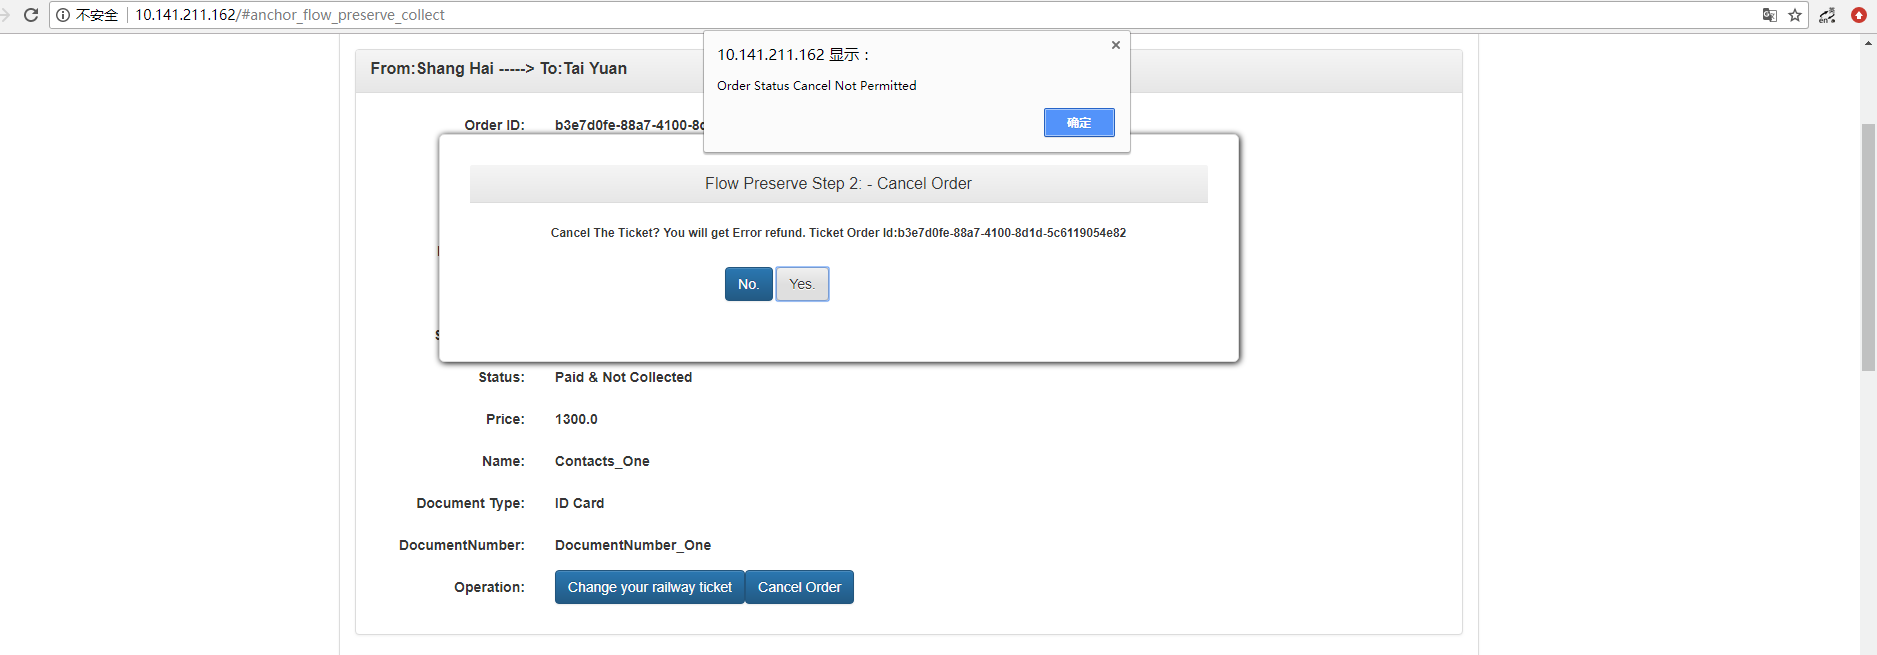 不安全 10.141.211.162/#anchor_flow_preserve_collect
10.141.211.162 显示：
Order Status Cancel Not Permitted
确定
From:Shang Hai -----> To:Tai Yuan
Order ID: b3e7d0fe-88a7-4100-8
Flow Preserve Step 2: - Cancel Order
Cancel The Ticket? You will get Error refund. Ticket Order Id:b3e7d0fe-88a7-4100-8d1d-5c6119054e82
No. Yes.
Status: Paid & Not Collected
Price: 1300.0
Name: Contacts_One
Document Type: ID Card
DocumentNumber: DocumentNumber_One
Operation: Change your railway ticket Cancel Order